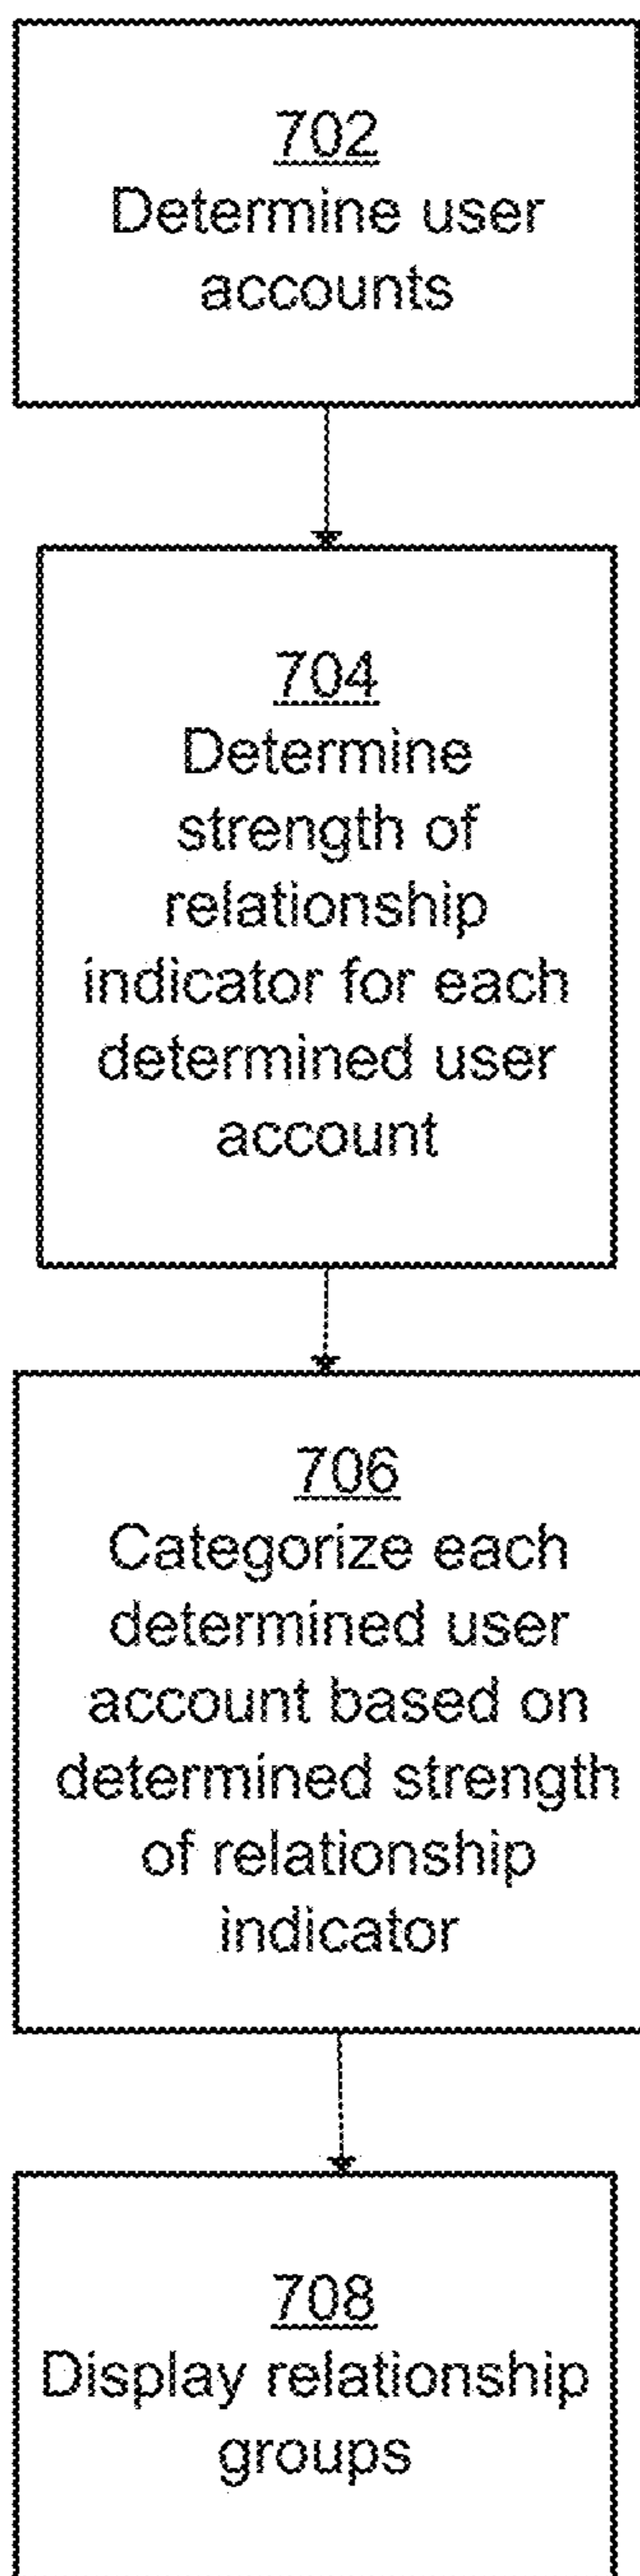 702
Determine user
accounts
704
Determine
strength of
relationship
indicator for each
determined user
account
706
Categorize each
determined user
account based on
determined strength
of relationship
indicator
708
Display relationship
groups